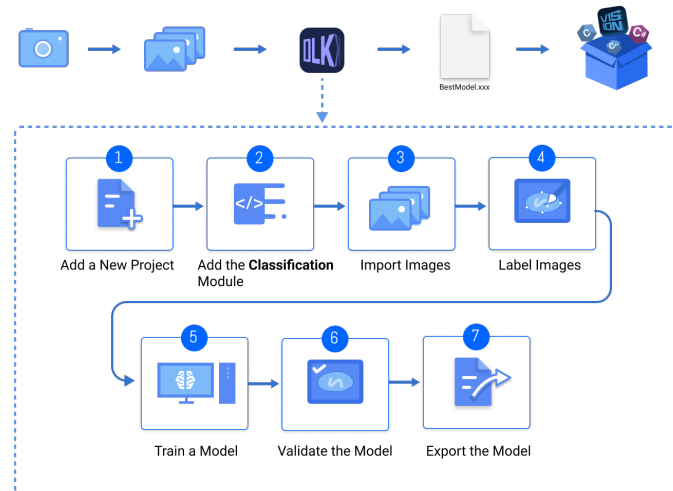 DLK
VIS
ION
C
C++
C#
BestModel.xxx
1
2
3
4
</>
Add a New Project
Add the Classification
Module
Import Images
Label Images
5
6
7
Train a Model
Validate the Model
Export the Model